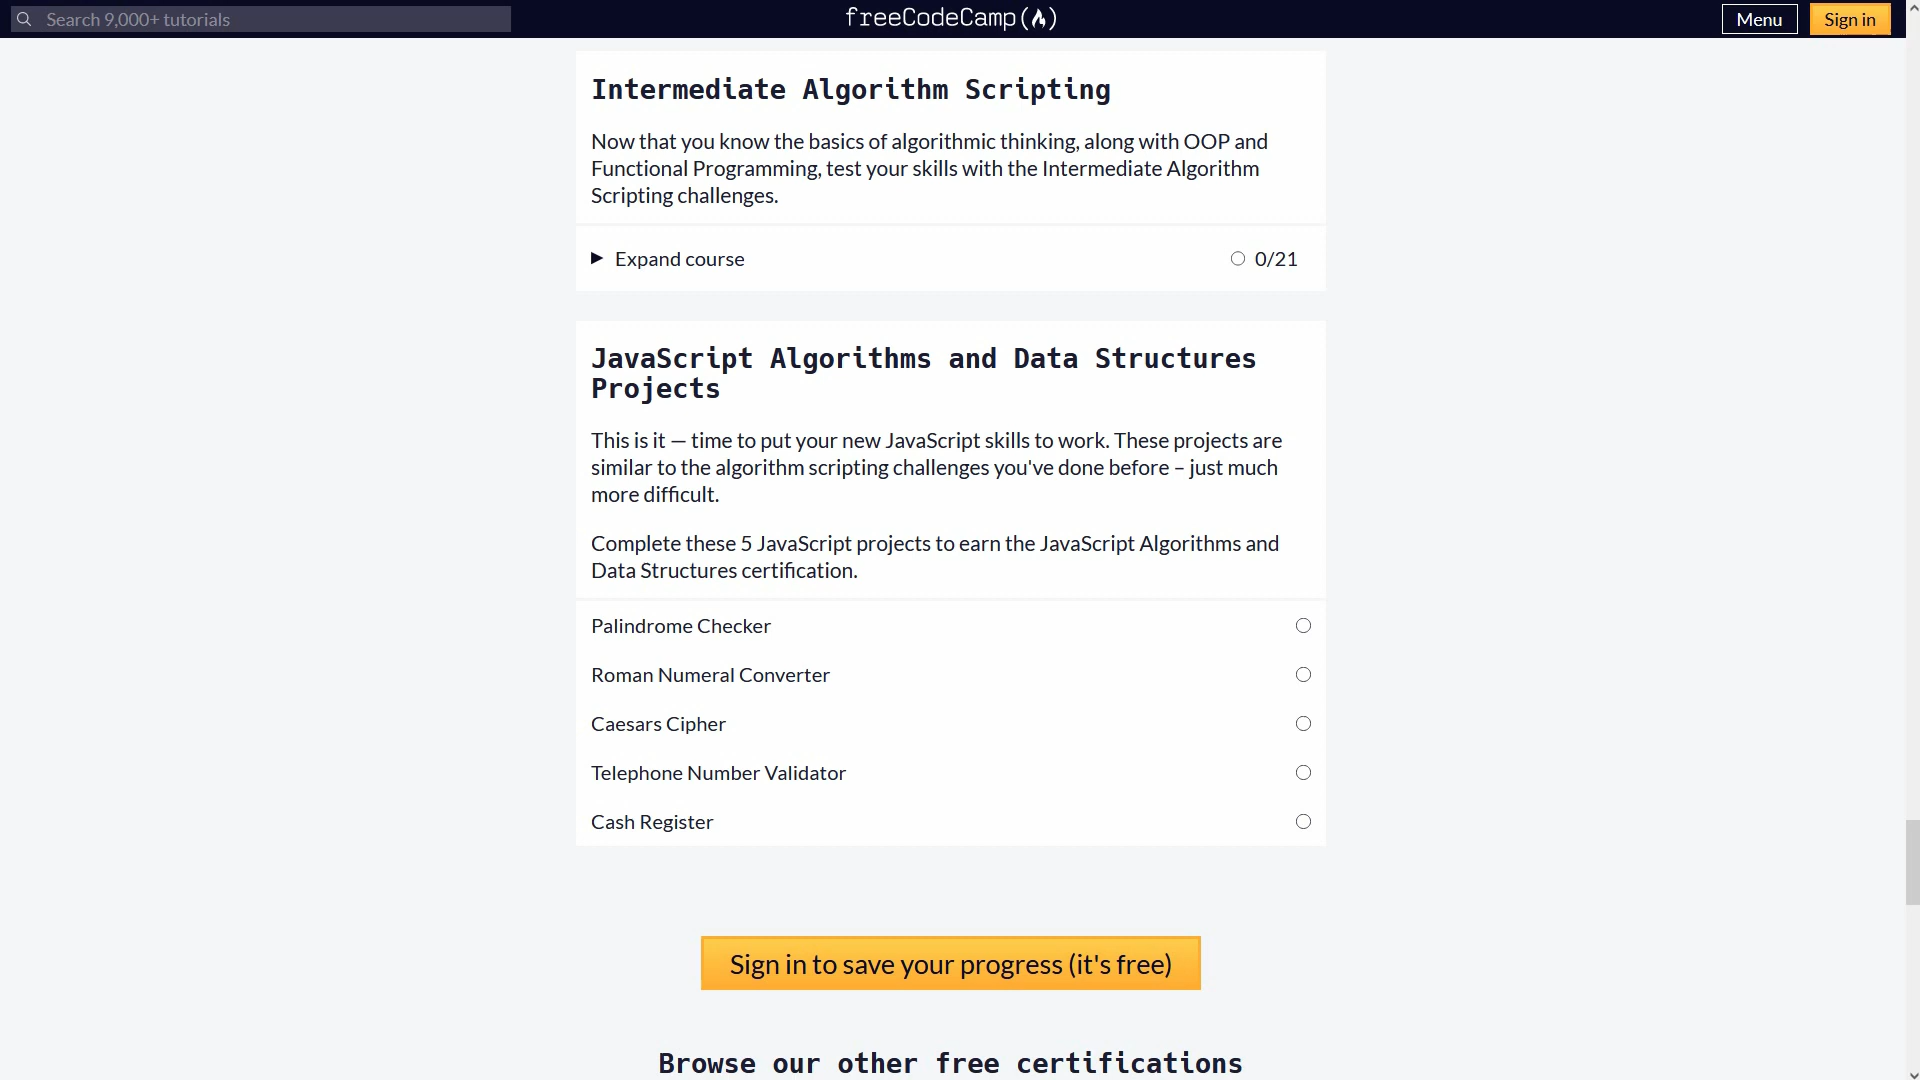 Search 9,000+ tutorials
freeCodeCamp
Menu
Sign in
Intermediate Algorithm Scripting
Now that you know the basics of algorithmic thinking, along with OOP and
Functional Programming, test your skills with the Intermediate Algorithm
Scripting challenges.
Expand course
0/21
JavaScript Algorithms and Data Structures
Projects
This is it — time to put your new JavaScript skills to work. These projects are
similar to the algorithm scripting challenges you've done before – just much
more difficult.
Complete these 5 JavaScript projects to earn the JavaScript Algorithms and
Data Structures certification.
Palindrome Checker
Roman Numeral Converter
Caesars Cipher
Telephone Number Validator
Cash Register
Sign in to save your progress (it's free)
Browse our other free certifications